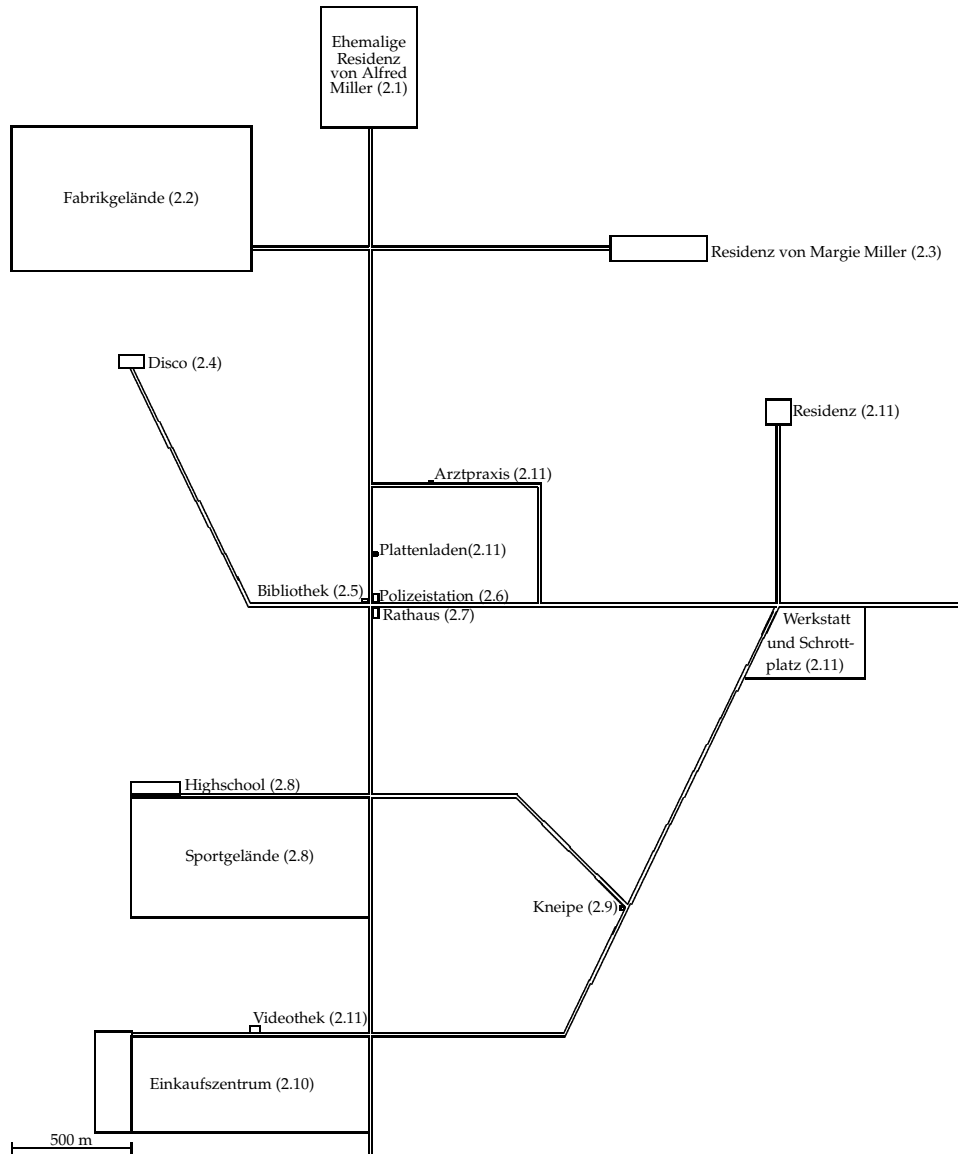 Ehemalige
Residenz
von Alfred
Miller (2.1)
Fabrikgelände (2.2)
Residenz von Margie Miller (2.3)
Disco (2.4)
Residenz (2.11)
Arztpraxis (2.11)
Plattenladen(2.11)
Bibliothek (2.5)
Polizeistation (2.6)
Rathaus (2.7)
Werkstatt
und Schrott-
platz (2.11)
Highschool (2.8)
Sportgelände (2.8)
Kneipe (2.9)
Videothek (2.11)
Einkaufszentrum (2.10)
500 m